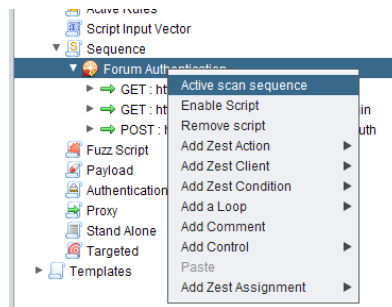 Active Rules
Script Input Vector
Sequence
Forum Authentication
GET : ht
GET : ht in
POST : h uth
Fuzz Script
Payload
Authentication
Proxy
Stand Alone
Targeted
Templates
Active scan sequence
Enable Script
Remove script
Add Zest Action
Add Zest Client
Add Zest Condition
Add a Loop
Add Comment
Add Control
Paste
Add Zest Assignment